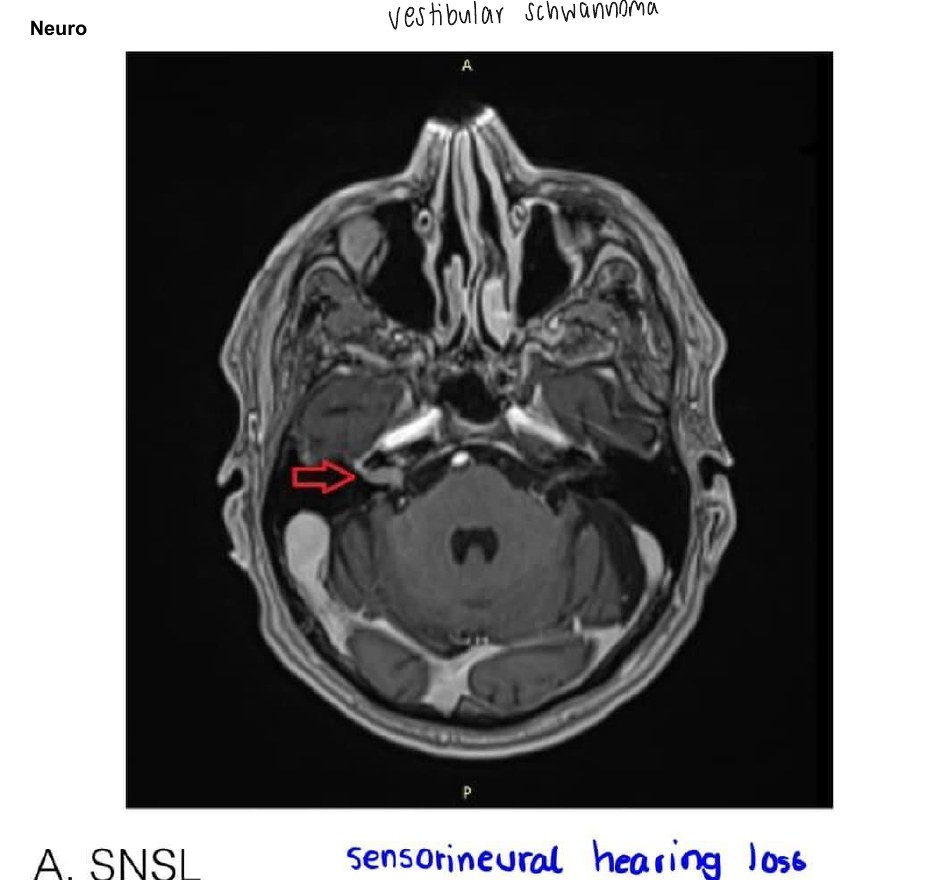 vestibular schwannoma
Neuro
A
P
A. SNSL
sensorineural hearing loss